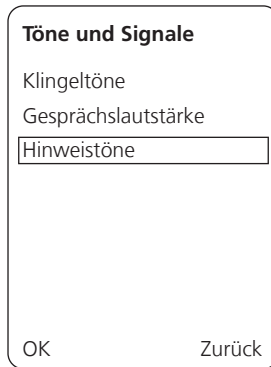 Töne und Signale
Klingeltöne
Gesprächslautstärke
Hinweistöne
OK Zurück